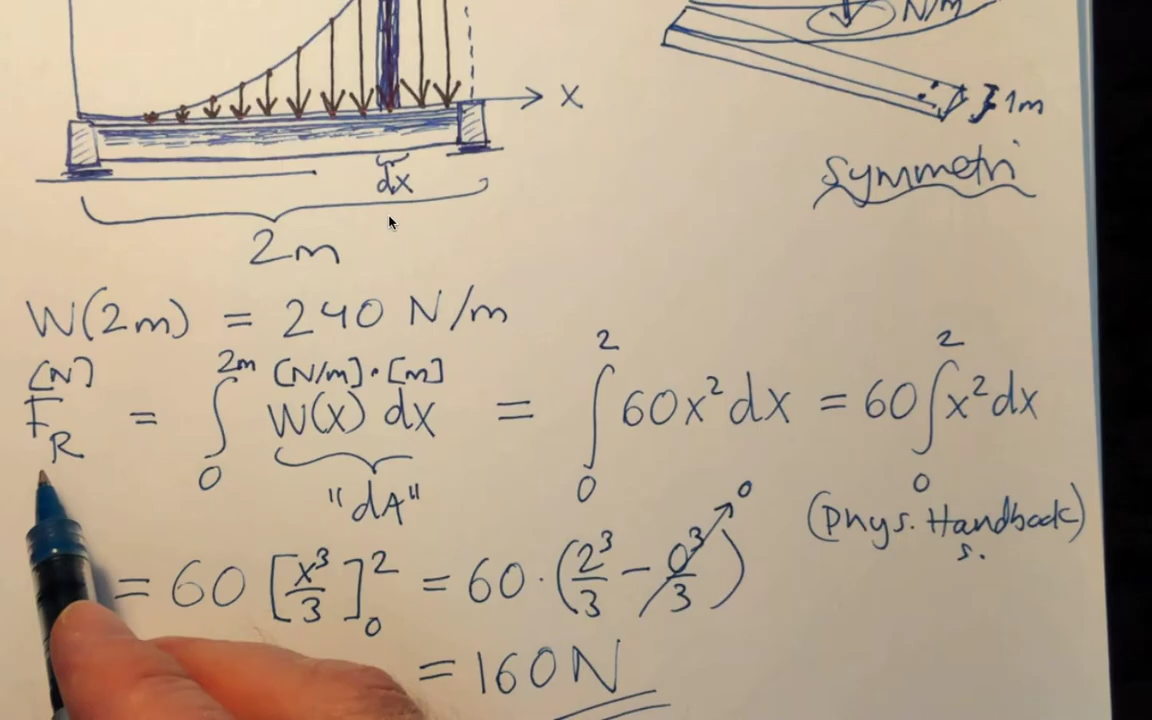 N/m
x
1m
dx
Symmetri
2m
W(2m) = 240 N/m
[N] 2m [N/m]·[m] 2 2
F_R = ∫ W(x) dx = ∫ 60x² dx = 60 ∫ x² dx
0 0 0
"dA"
(Phys. Handbook)
s.
= 60 [x³/3]₀² = 60 · (2³/3 − 0³/3) 0
= 160 N